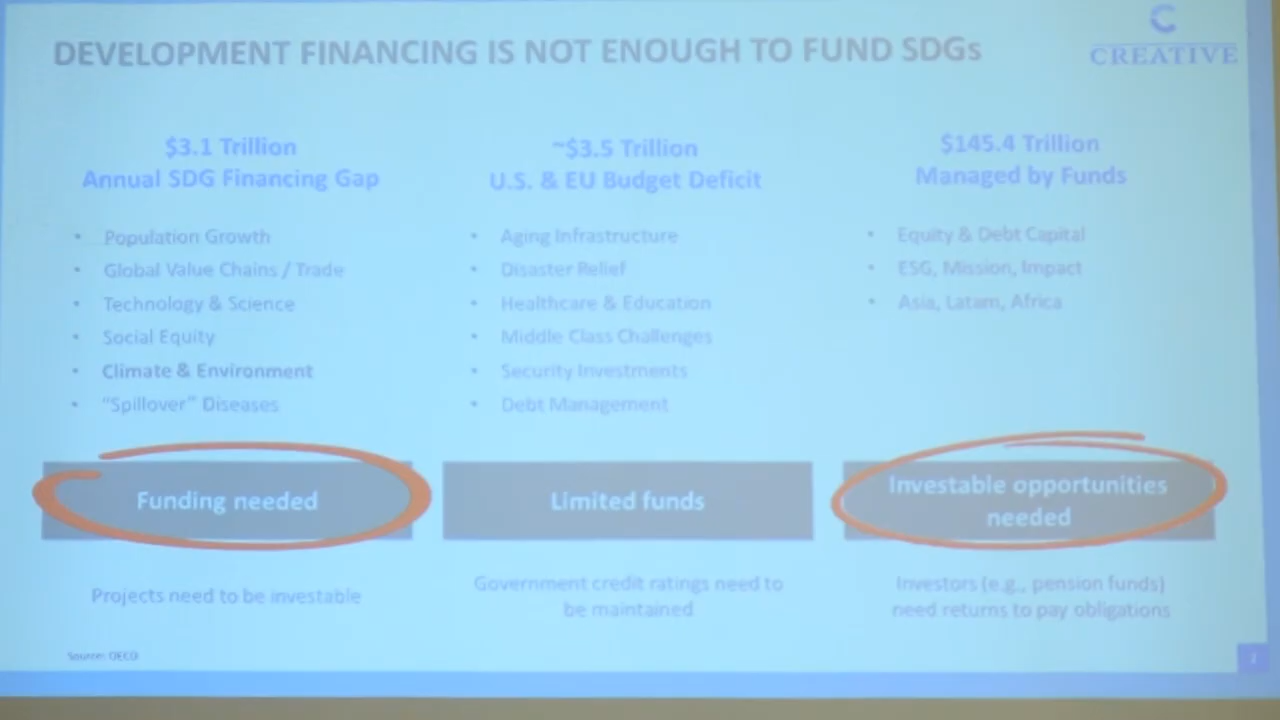 DEVELOPMENT FINANCING IS NOT ENOUGH TO FUND SDGs
C
CREATIVE
$3.1 Trillion
Annual SDG Financing Gap
• Population Growth
• Global Value Chains / Trade
• Technology & Science
• Social Equity
• Climate & Environment
• "Spillover" Diseases
Funding needed
Projects need to be investable
~$3.5 Trillion
U.S. & EU Budget Deficit
• Aging Infrastructure
• Disaster Relief
• Healthcare & Education
• Middle Class Challenges
• Security Investments
• Debt Management
Limited funds
Government credit ratings need to
be maintained
$145.4 Trillion
Managed by Funds
• Equity & Debt Capital
• ESG, Mission, Impact
• Asia, Latam, Africa
Investable opportunities
needed
Investors (e.g., pension funds)
need returns to pay obligations
Source: OECD
2